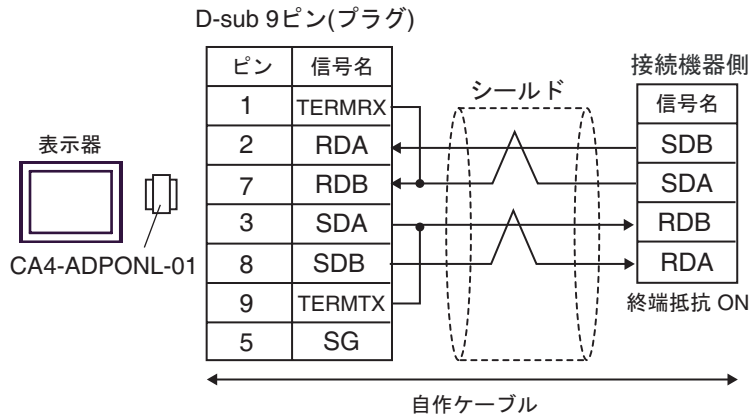 D-sub 9ピン(プラグ)
ピン 信号名
1 TERMRX
2 RDA
7 RDB
3 SDA
8 SDB
9 TERMTX
5 SG
シールド
接続機器側
信号名
SDB
SDA
RDB
RDA
終端抵抗 ON
表示器
CA4-ADPONL-01
自作ケーブル